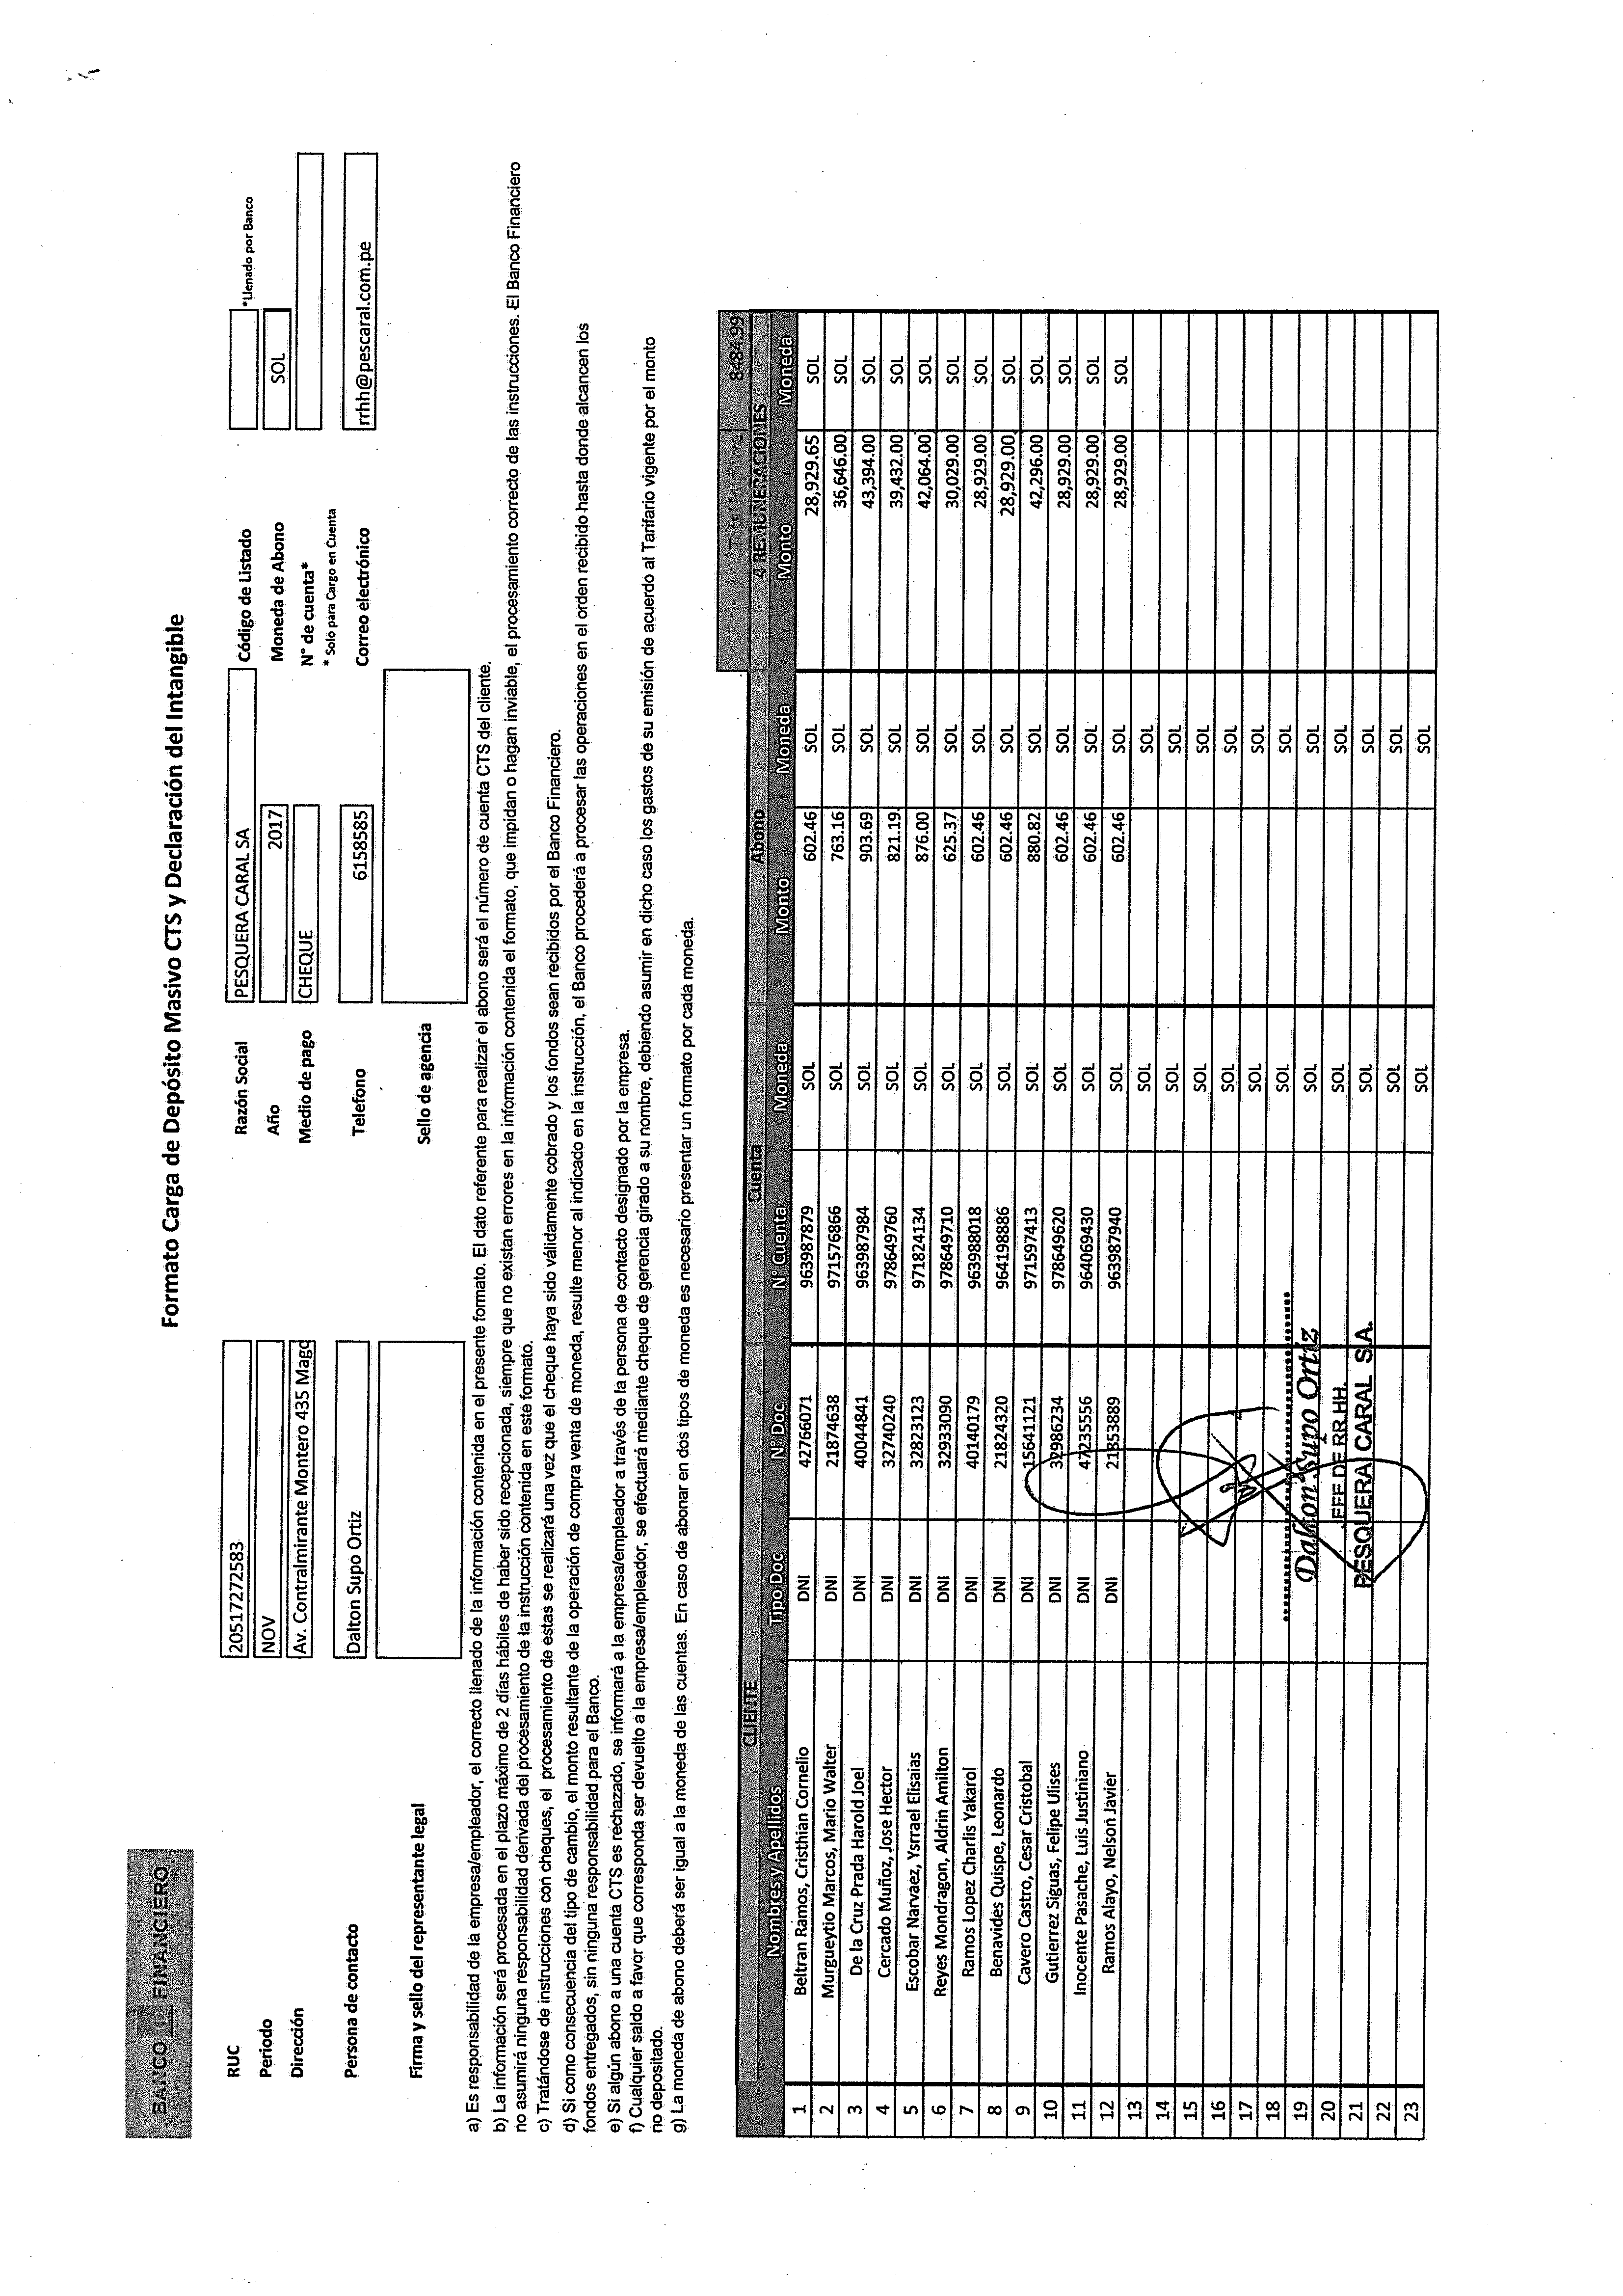 BANCO FINANCIERO
Formato Carga de Depósito Masivo CTS y Declaración del Intangible
RUC 20517272583 Razón Social PESQUERA CARAL SA Código de Listado
*Llenado por Banco
Periodo NOV Año 2017 Moneda de Abono SOL
Dirección Av. Contralmirante Montero 435 Magd Medio de pago CHEQUE N° de cuenta*
* Solo para Cargo en Cuenta
Persona de contacto Dalton Supo Ortiz Telefono 6158585 Correo electrónico rrhh@pescaral.com.pe
Firma y sello del representante legal Sello de agencia
a) Es responsabilidad de la empresa/empleador, el correcto llenado de la información contenida en el presente formato. El dato referente para realizar el abono será el número de cuenta CTS del cliente.
b) La información será procesada en el plazo máximo de 2 días hábiles de haber sido recepcionada, siempre que no existan errores en la información contenida el formato, que impidan o hagan inviable, el procesamiento correcto de las instrucciones. El Banco Financiero
no asumirá ninguna responsabilidad derivada del procesamiento de la instrucción contenida en este formato.
c) Tratándose de instrucciones con cheques, el procesamiento de estas se realizará una vez que el cheque haya sido válidamente cobrado y los fondos sean recibidos por el Banco Financiero.
d) Si como consecuencia del tipo de cambio, el monto resultante de la operación de compra venta de moneda, resulte menor al indicado en la instrucción, el Banco procederá a procesar las operaciones en el orden recibido hasta donde alcancen los
fondos entregados, sin ninguna responsabilidad para el Banco.
e) Si algún abono a una cuenta CTS es rechazado, se informará a la empresa/empleador a través de la persona de contacto designado por la empresa.
f) Cualquier saldo a favor que corresponda ser devuelto a la empresa/empleador, se efectuará mediante cheque de gerencia girado a su nombre, debiendo asumir en dicho caso los gastos de su emisión de acuerdo al Tarifario vigente por el monto
no depositado.
g) La moneda de abono deberá ser igual a la moneda de las cuentas. En caso de abonar en dos tipos de moneda es necesario presentar un formato por cada moneda.
Total Importe 8484.99
CLIENTE Cuenta Abono 4 REMUNERACIONES
Nombres y Apellidos Tipo Doc N° Doc N° Cuenta Moneda Monto Moneda Monto Moneda
1 Beltran Ramos, Cristhian Cornelio DNI 42766071 963987879 SOL 602.46 SOL 28,929.65 SOL
2 Murgueytio Marcos, Mario Walter DNI 21874638 971576866 SOL 763.16 SOL 36,646.00 SOL
3 De la Cruz Prada Harold Joel DNI 40044841 963987984 SOL 903.69 SOL 43,394.00 SOL
4 Cercado Muñoz, Jose Hector DNI 32740240 978649760 SOL 821.19 SOL 39,432.00 SOL
5 Escobar Narvaez, Ysrrael Elisaias DNI 32823123 971824134 SOL 876.00 SOL 42,064.00 SOL
6 Reyes Mondragon, Aldrin Amilton DNI 32933090 978649710 SOL 625.37 SOL 30,029.00 SOL
7 Ramos Lopez Charlis Yakarol DNI 40140179 963988018 SOL 602.46 SOL 28,929.00 SOL
8 Benavides Quispe, Leonardo DNI 21824320 964198886 SOL 602.46 SOL 28,929.00 SOL
9 Cavero Castro, Cesar Cristobal DNI 15641121 971597413 SOL 880.82 SOL 42,296.00 SOL
10 Gutierrez Siguas, Felipe Ulises DNI 32986234 978649620 SOL 602.46 SOL 28,929.00 SOL
11 Inocente Pasache, Luis Justiniano DNI 47235556 964069430 SOL 602.46 SOL 28,929.00 SOL
12 Ramos Alayo, Nelson Javier DNI 21853889 963987940 SOL 602.46 SOL 28,929.00 SOL
13 SOL SOL
14 SOL SOL
15 SOL SOL
16 SOL SOL
17 SOL SOL
18 SOL SOL
19 SOL SOL
20 SOL SOL
21 SOL SOL
22 SOL SOL
23 SOL SOL
Dalton Supo Ortiz
JEFE DE RR.HH.
PESQUERA CARAL S.A.